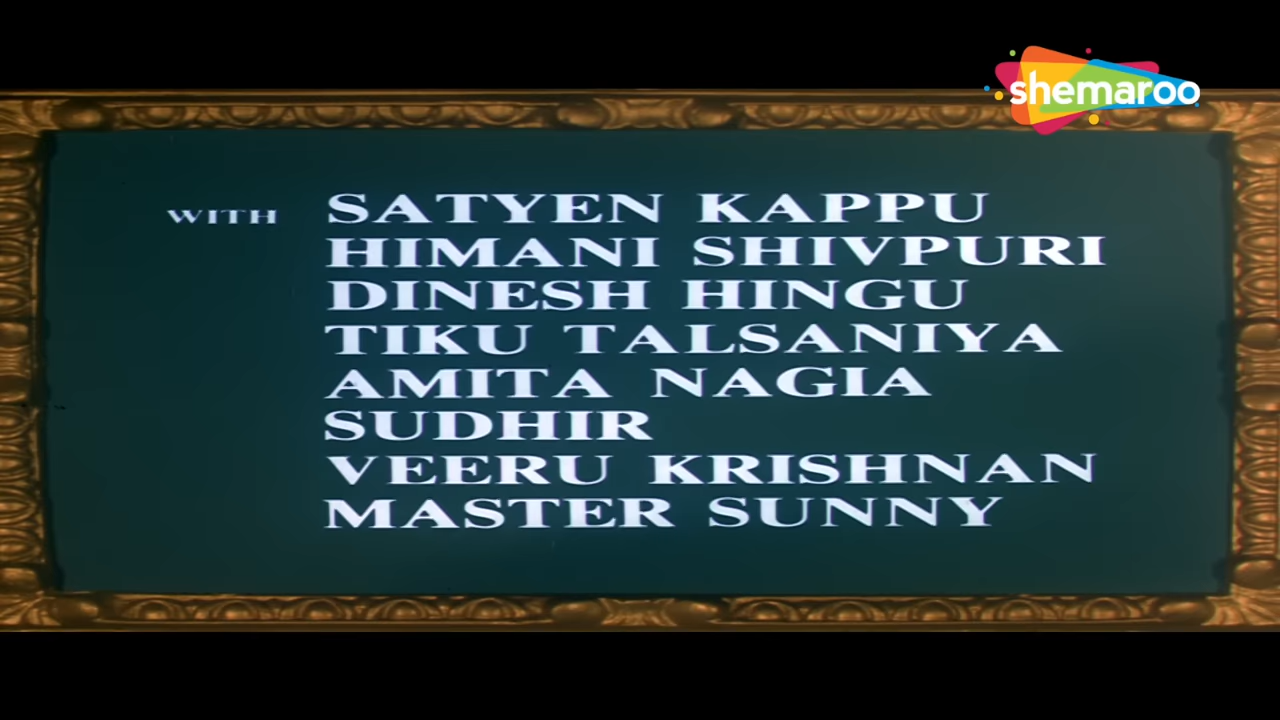 shemaroo
WITH SATYEN KAPPU
HIMANI SHIVPURI
DINESH HINGU
TIKU TALSANIYA
AMITA NAGIA
SUDHIR
VEERU KRISHNAN
MASTER SUNNY